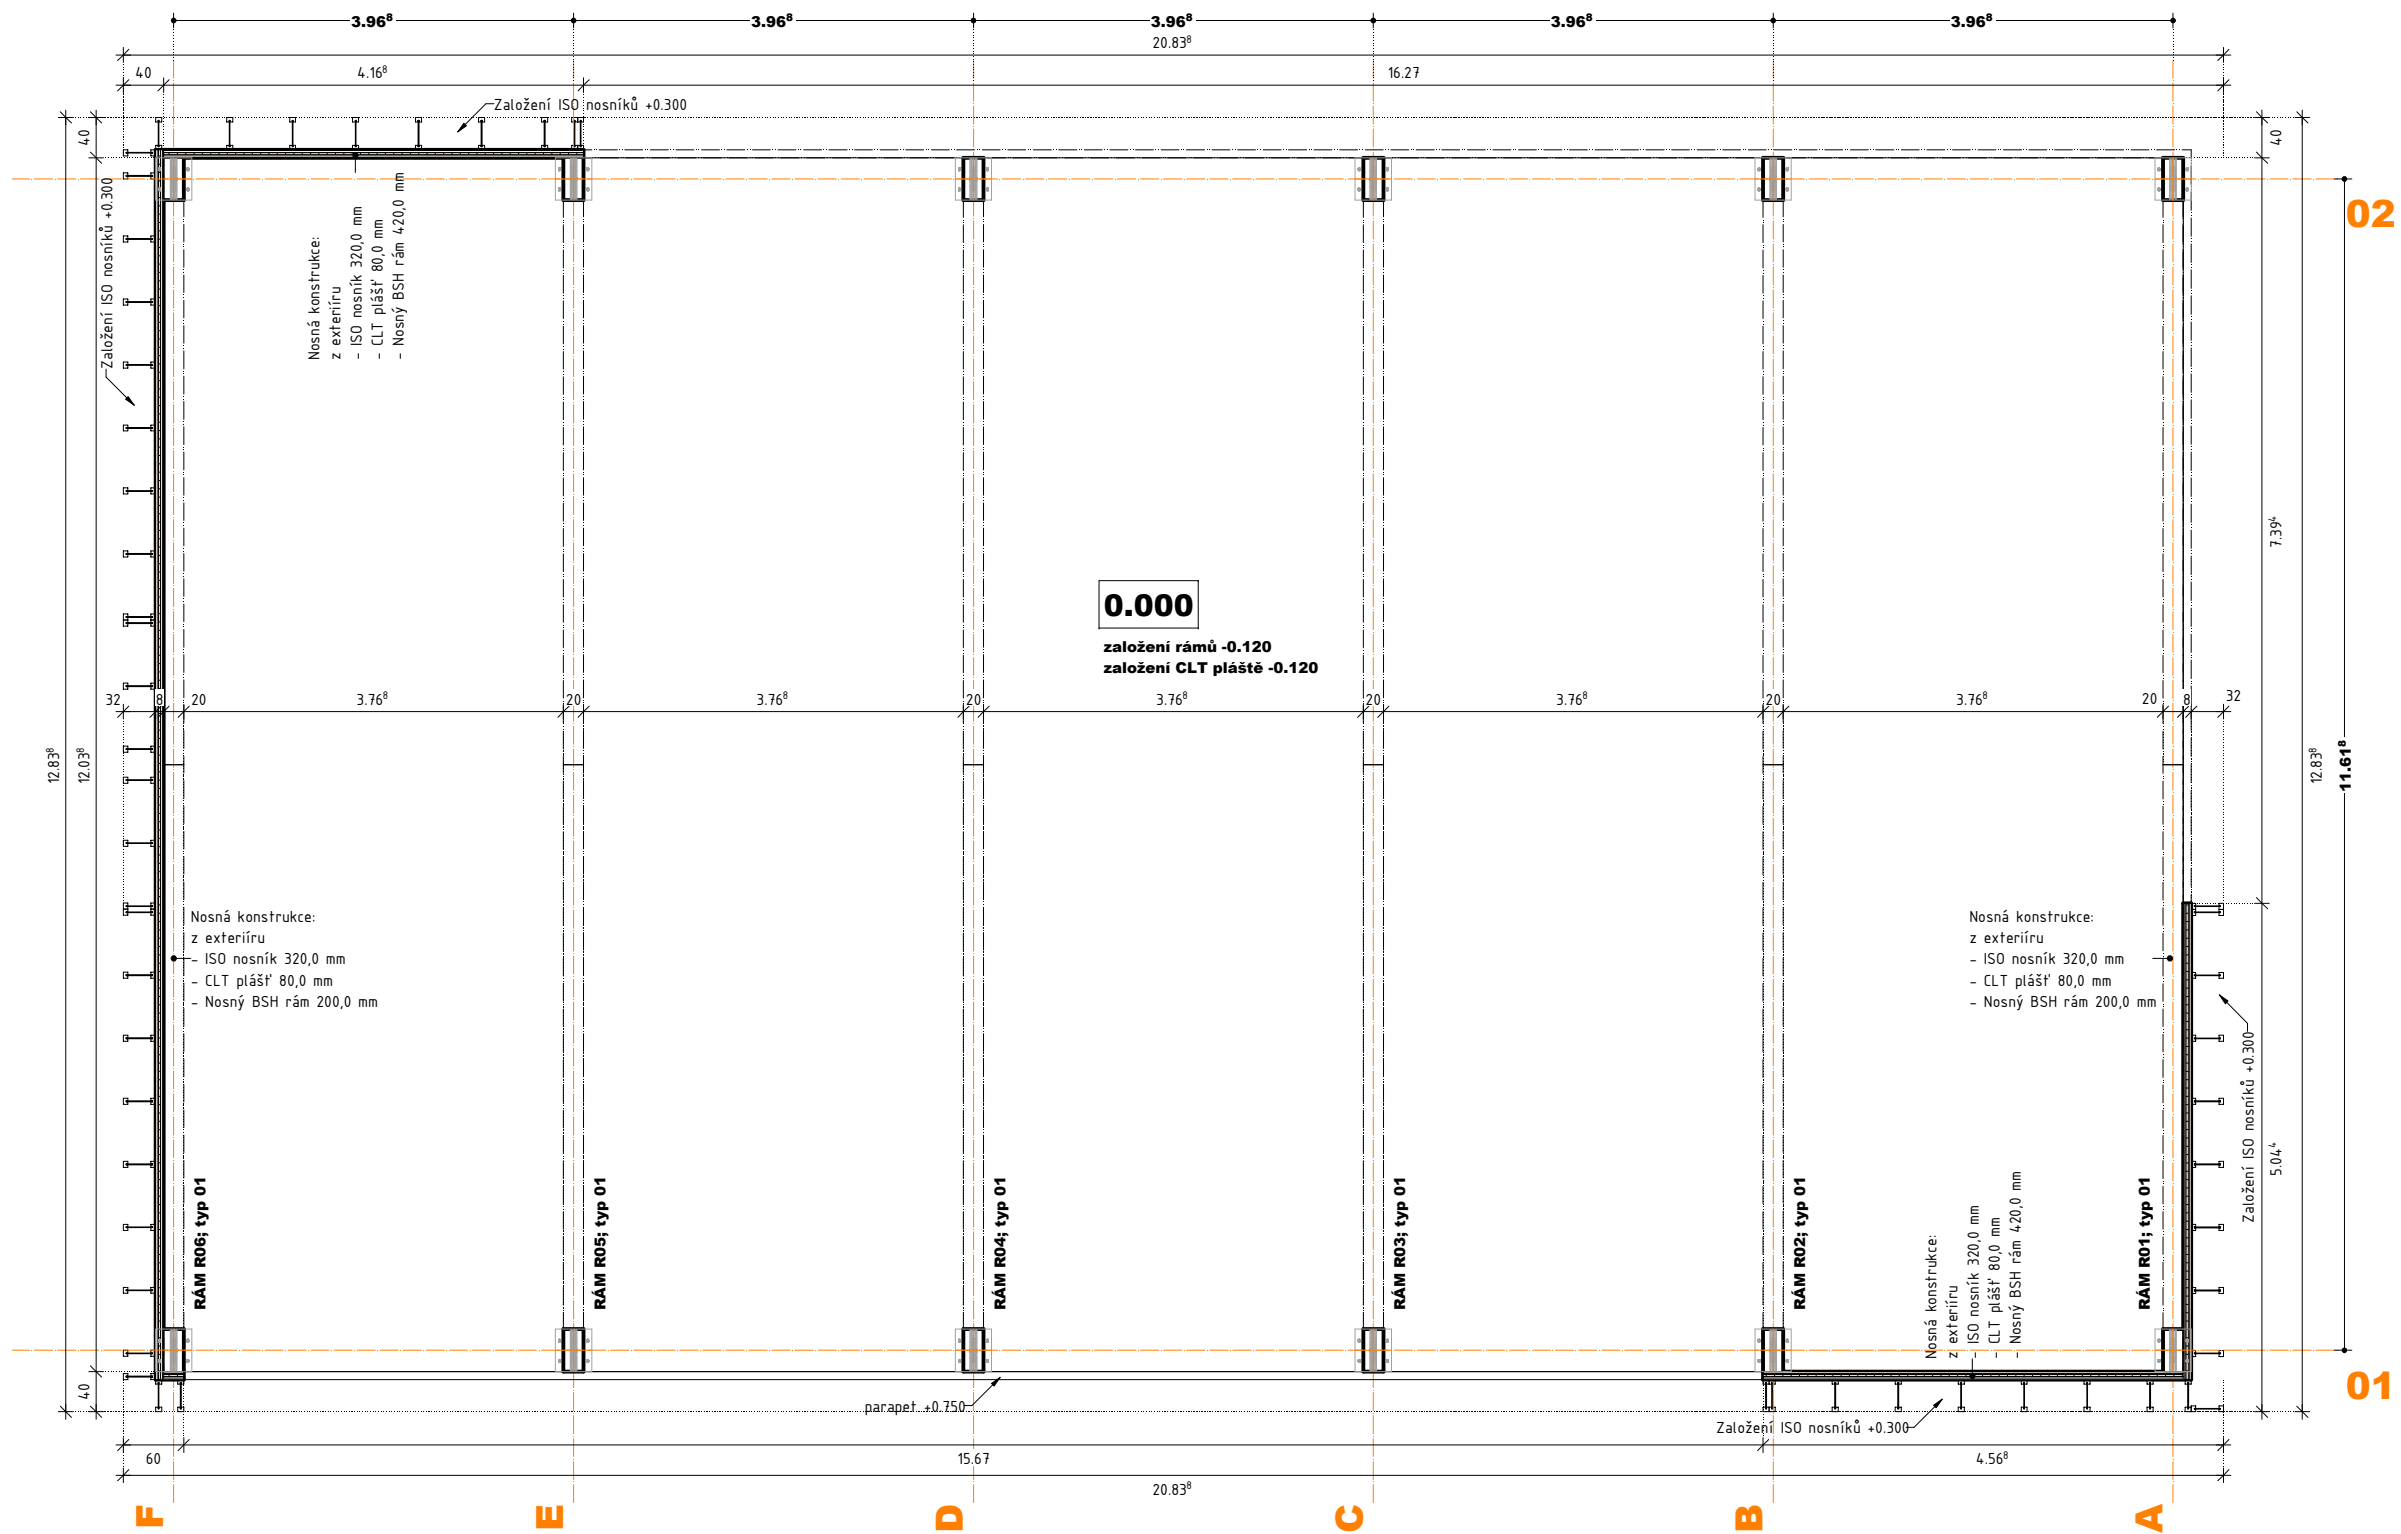 3.96⁸ 3.96⁸ 3.96⁸ 3.96⁸ 3.96⁸
20.83⁸
40 4.16⁸ 16.27
Založení ISO nosníků +0.300
40
40
Založení ISO nosníků +0.300
Nosná konstrukce:
z exteriíru
- ISO nosník 320,0 mm
- CLT plášť 80,0 mm
- Nosný BSH rám 420,0 mm
02
7.39⁴
0.000
založení rámů -0.120
založení CLT pláště -0.120
32 8 20 3.76⁸ 20 3.76⁸ 20 3.76⁸ 20 3.76⁸ 20 3.76⁸ 20 8 32
12.83⁸
12.03⁸
12.83⁸
11.61⁸
Nosná konstrukce:
z exteriíru
- ISO nosník 320,0 mm
- CLT plášť 80,0 mm
- Nosný BSH rám 200,0 mm
Nosná konstrukce:
z exteriíru
- ISO nosník 320,0 mm
- CLT plášť 80,0 mm
- Nosný BSH rám 200,0 mm
Založení ISO nosníků +0.300
5.04⁴
RÁM R06; typ 01
RÁM R05; typ 01
RÁM R04; typ 01
RÁM R03; typ 01
RÁM R02; typ 01
RÁM R01; typ 01
Nosná konstrukce:
z exteriíru
- ISO nosník 320,0 mm
- CLT plášť 80,0 mm
- Nosný BSH rám 420,0 mm
01
40
parapet +0.750
Založení ISO nosníků +0.300
60 15.67 4.56⁸
20.83⁸
F E D C B A